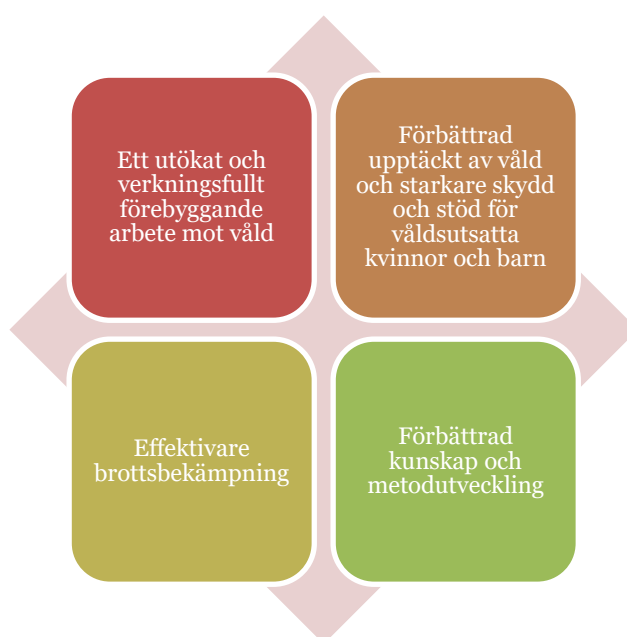 Ett utökat och
verkningsfullt
förebyggande
arbete mot våld
Förbättrad
upptäckt av våld
och starkare skydd
och stöd för
våldsutsatta
kvinnor och barn
Effektivare
brottsbekämpning
Förbättrad
kunskap och
metodutveckling